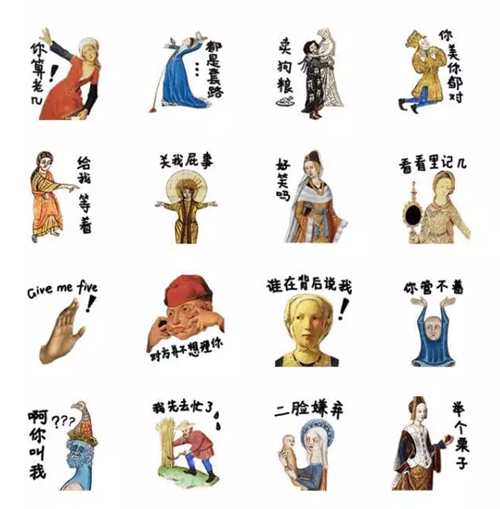 你算老几!
都是套路...
卖狗粮
你美你都对
给我等着
关我屁事
好笑吗
看看里记几
Give me five!
对方并不想理你
谁在背后说我!
你管不着
啊你叫我???
我先去忙了
二脸嫌弃
举个栗子